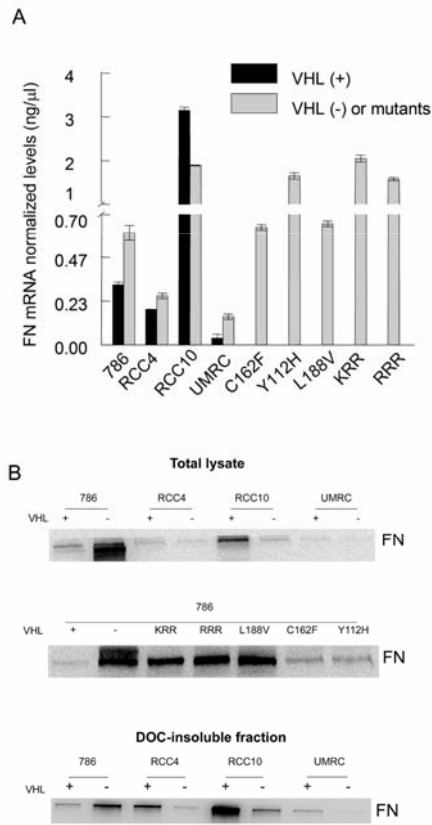 A
VHL (+)
VHL (-) or mutants
FN mRNA normalized levels (ng/µl)
4
3
2
1
0.70
0.47
0.23
0.00
786 RCC4 RCC10 UMRC C162F Y112H L188V KRR RRR
B
Total lysate
786 RCC4 RCC10 UMRC
VHL + - + - + - + -
FN
786
VHL + - KRR RRR L188V C162F Y112H
FN
DOC-insoluble fraction
786 RCC4 RCC10 UMRC
VHL + - + - + - + -
FN